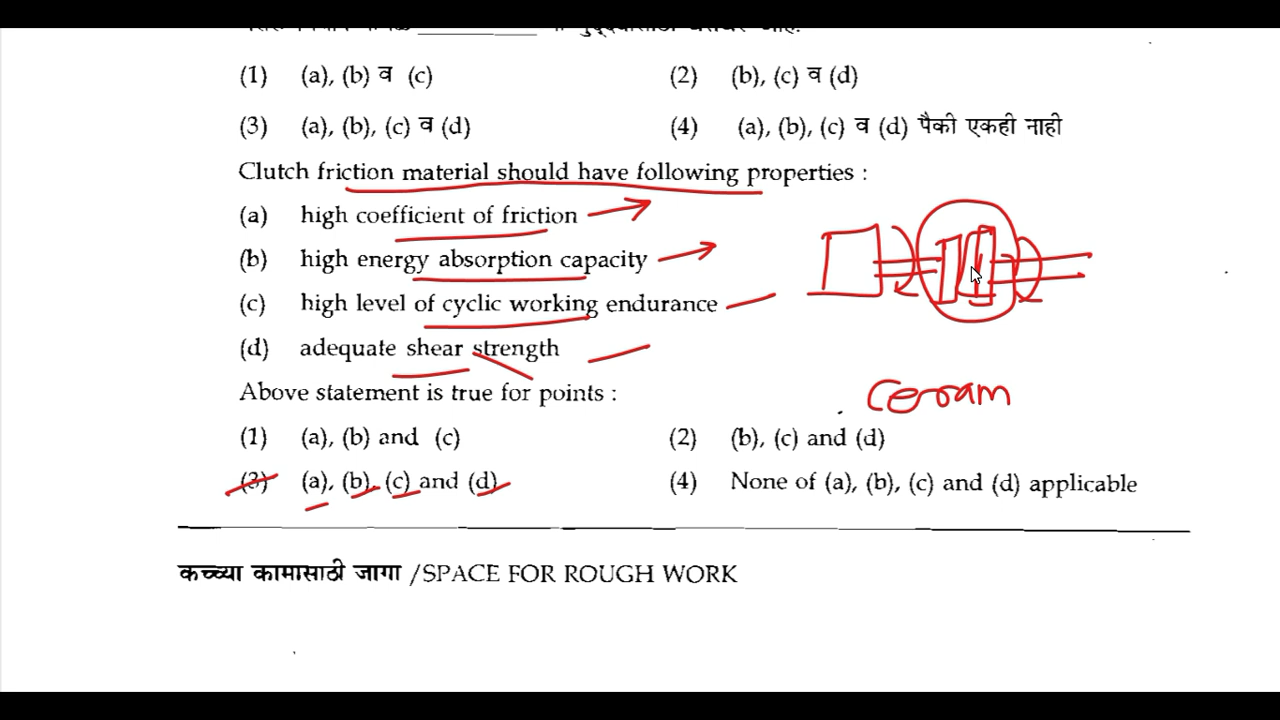 (1) (a), (b) व (c) (2) (b), (c) व (d)
(3) (a), (b), (c) व (d) (4) (a), (b), (c) व (d) पैकी एकही नाही
Clutch friction material should have following properties :
(a) high coefficient of friction
(b) high energy absorption capacity
(c) high level of cyclic working endurance
(d) adequate shear strength
Above statement is true for points :
ceram
(1) (a), (b) and (c) (2) (b), (c) and (d)
(3) (a), (b), (c) and (d) (4) None of (a), (b), (c) and (d) applicable
कच्च्या कामासाठी जागा /SPACE FOR ROUGH WORK